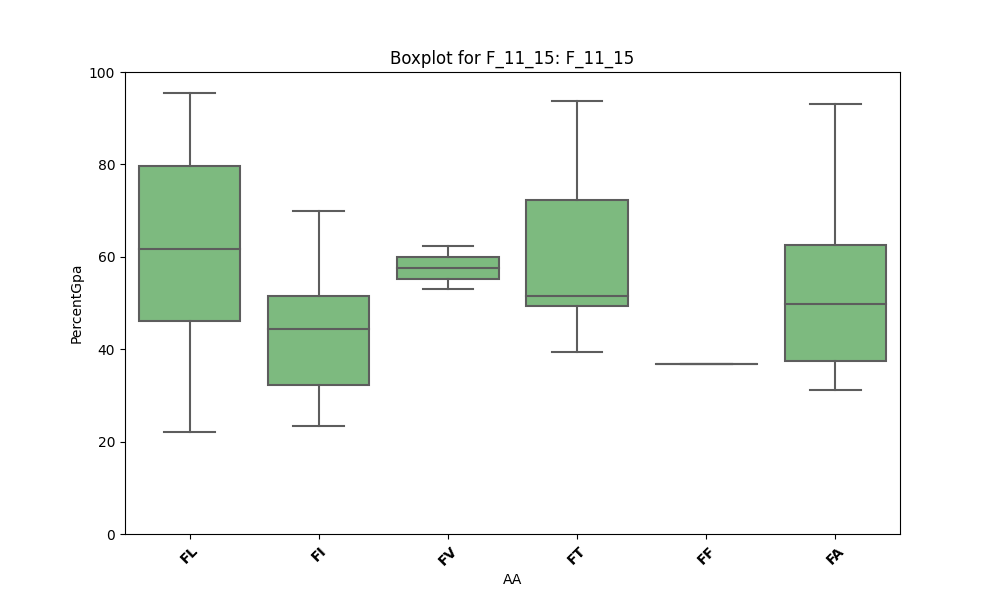 Boxplot for F_11_15: F_11_15
PercentGpa
100
80
60
40
20
0
FL
FI
FV
FT
FF
FA
AA